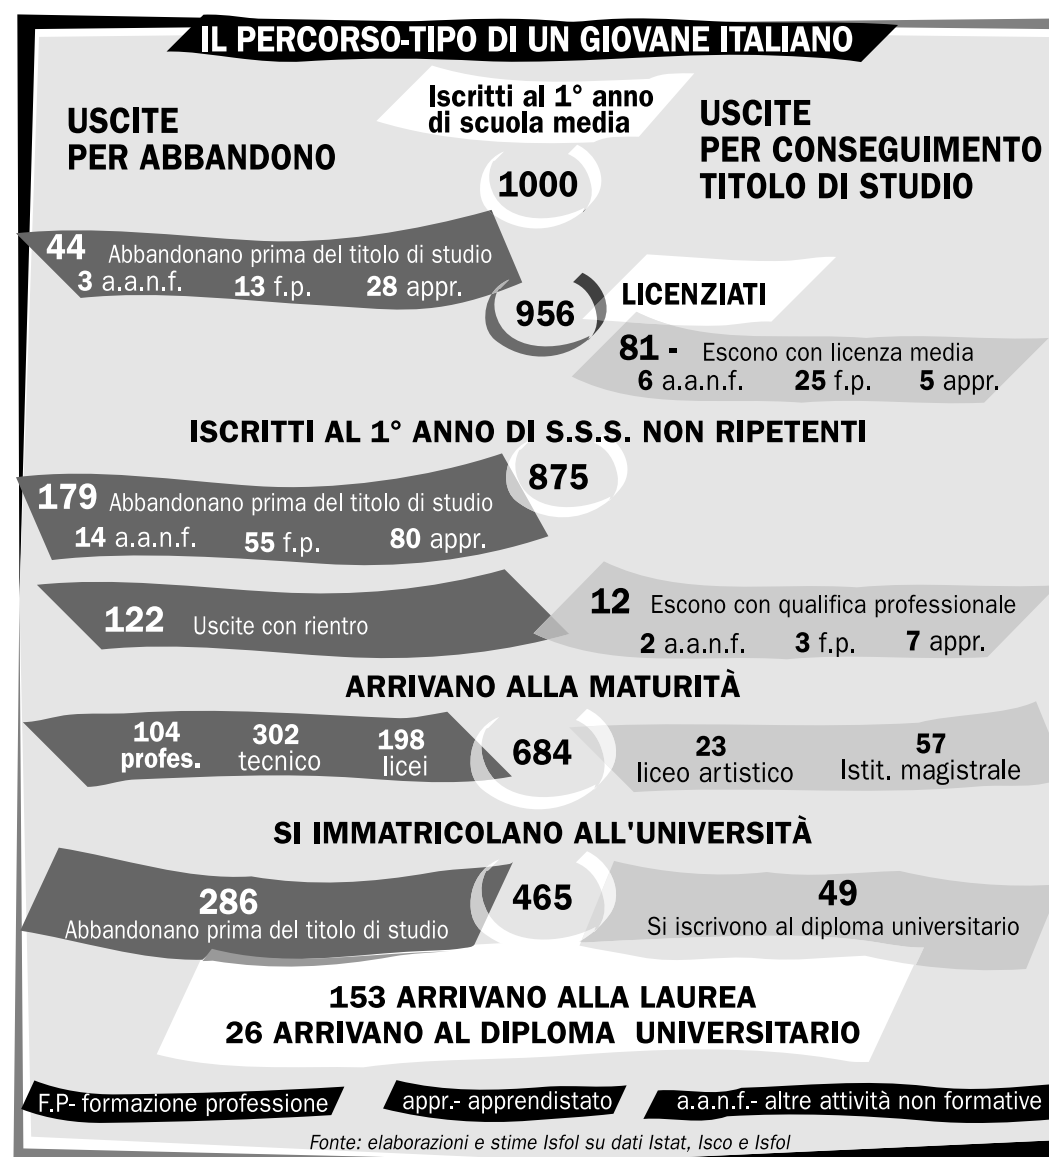 IL PERCORSO-TIPO DI UN GIOVANE ITALIANO
USCITE
PER ABBANDONO
Iscritti al 1° anno
di scuola media
1000
USCITE
PER CONSEGUIMENTO
TITOLO DI STUDIO
44 Abbandonano prima del titolo di studio
3 a.a.n.f. 13 f.p. 28 appr.
956
LICENZIATI
81 - Escono con licenza media
6 a.a.n.f. 25 f.p. 5 appr.
ISCRITTI AL 1° ANNO DI S.S.S. NON RIPETENTI
875
179 Abbandonano prima del titolo di studio
14 a.a.n.f. 55 f.p. 80 appr.
122 Uscite con rientro
12 Escono con qualifica professionale
2 a.a.n.f. 3 f.p. 7 appr.
ARRIVANO ALLA MATURITÀ
104 302 198
profes. tecnico licei
684
23 57
liceo artistico Istit. magistrale
SI IMMATRICOLANO ALL'UNIVERSITÀ
286
Abbandonano prima del titolo di studio
465
49
Si iscrivono al diploma universitario
153 ARRIVANO ALLA LAUREA
26 ARRIVANO AL DIPLOMA UNIVERSITARIO
F.P- formazione professione appr.- apprendistato a.a.n.f.- altre attività non formative
Fonte: elaborazioni e stime Isfol su dati Istat, Isco e Isfol